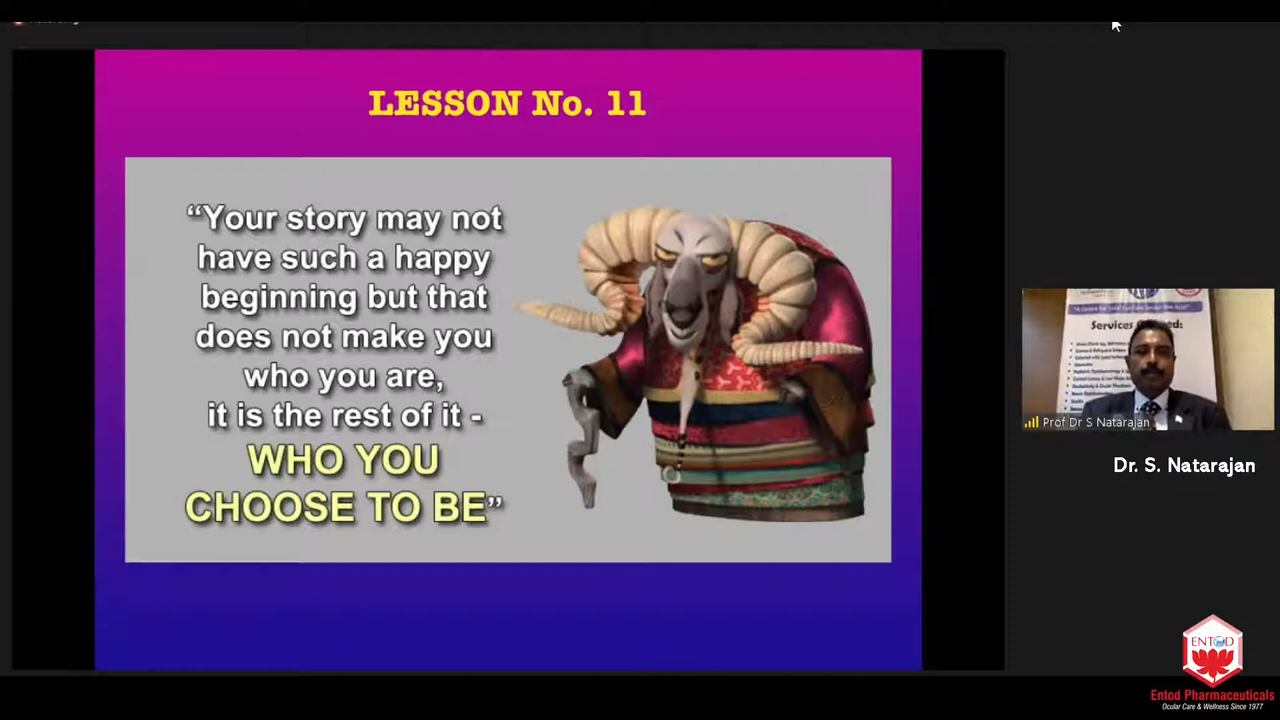 LESSON No. 11
“Your story may not
have such a happy
beginning but that
does not make you
who you are,
it is the rest of it -
WHO YOU
CHOOSE TO BE”
Services
Prof Dr S Natarajan
Dr. S. Natarajan
ENTOD
Entod Pharmaceuticals
Ocular Care & Wellness Since 1977